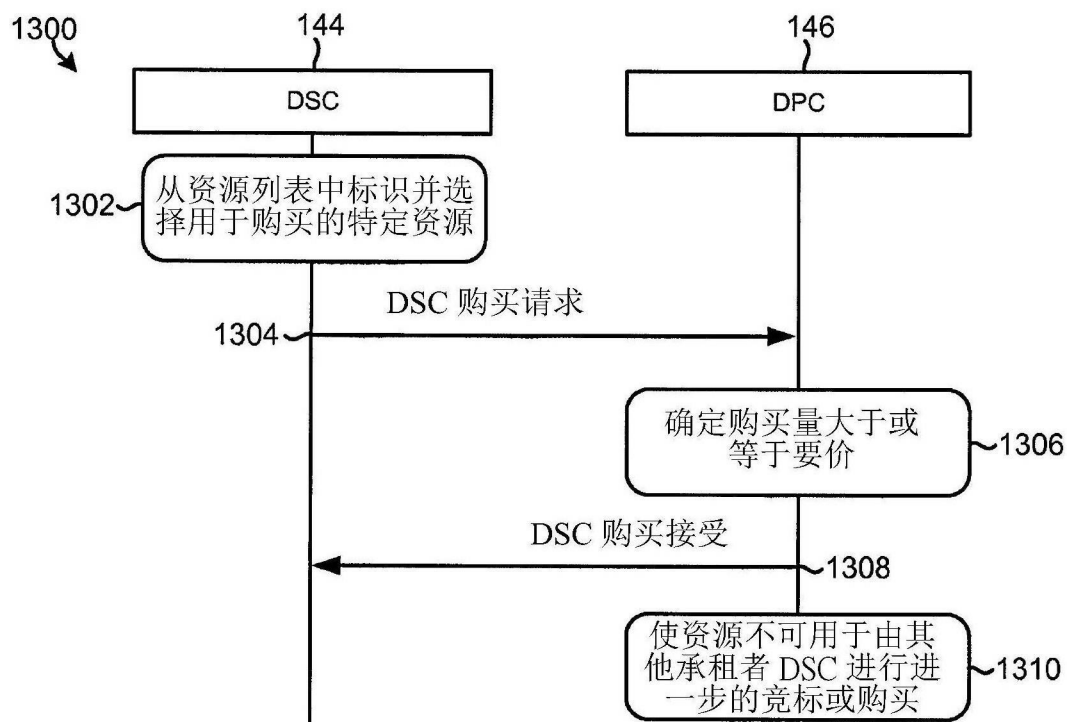 1300
144
146
DSC
DPC
1302
从资源列表中标识并选
择用于购买的特定资源
DSC 购买请求
1304
确定购买量大于或
等于要价
1306
DSC 购买接受
1308
使资源不可用于由其
他承租者 DSC 进行进
一步的竞标或购买
1310